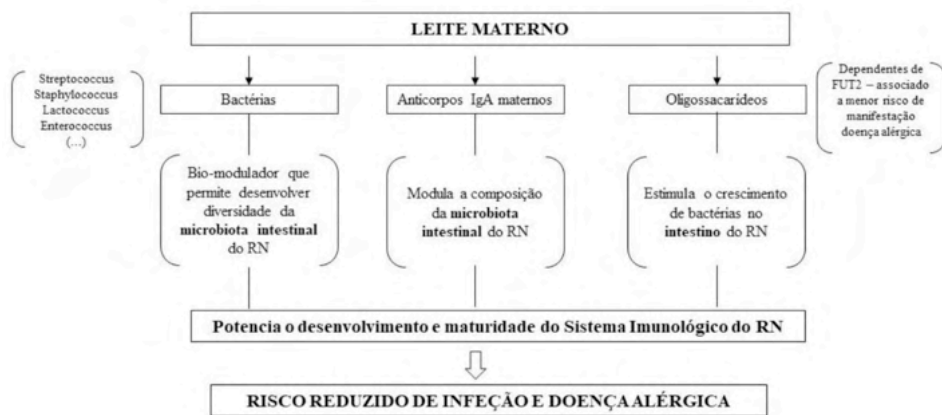 LEITE MATERNO
Streptococcus
Staphylococcus
Lactococcus
Enterococcus
(...)
Bactérias
Anticorpos IgA maternos
Oligossacarídeos
Dependentes de
FUT2 – associado
a menor risco de
manifestação
doença alérgica
Bio-modulador que
permite desenvolver
diversidade da
microbiota intestinal
do RN
Modula a composição
da microbiota
intestinal do RN
Estimula o crescimento
de bactérias no
intestino do RN
Potencia o desenvolvimento e maturidade do Sistema Imunológico do RN
RISCO REDUZIDO DE INFEÇÃO E DOENÇA ALÉRGICA